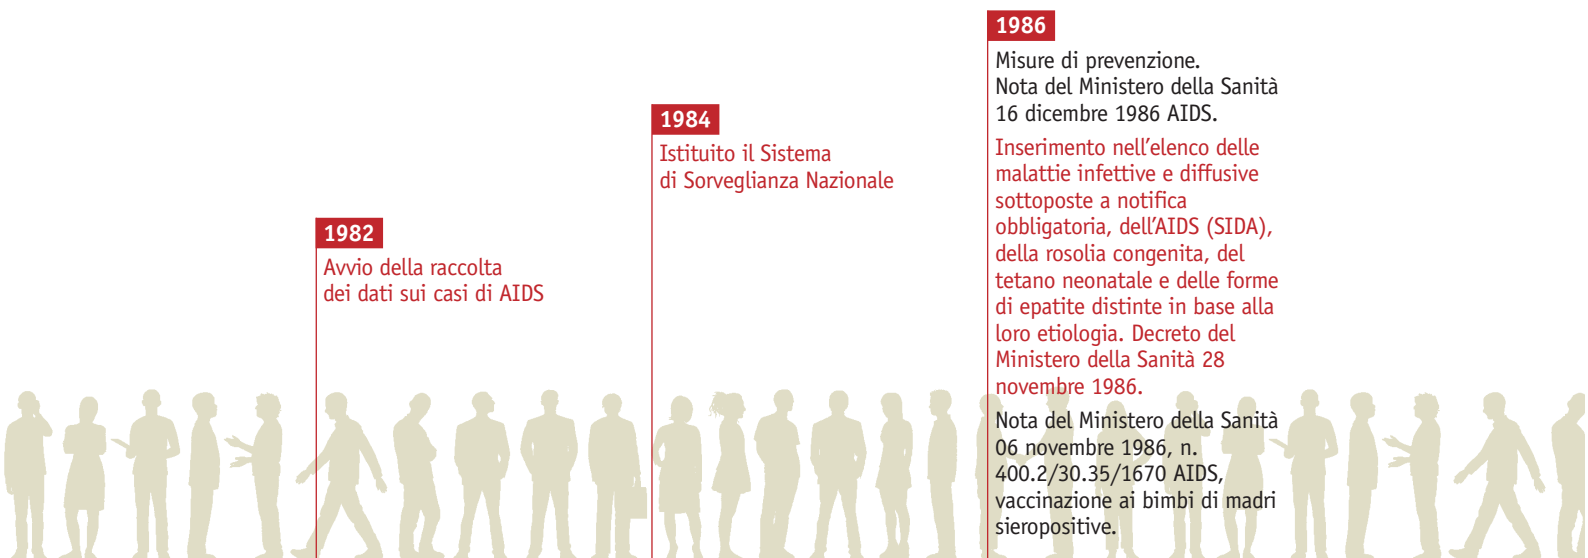 1982
Avvio della raccolta
dei dati sui casi di AIDS
1984
Istituito il Sistema
di Sorveglianza Nazionale
1986
Misure di prevenzione.
Nota del Ministero della Sanità
16 dicembre 1986 AIDS.
Inserimento nell'elenco delle
malattie infettive e diffusive
sottoposte a notifica
obbligatoria, dell'AIDS (SIDA),
della rosolia congenita, del
tetano neonatale e delle forme
di epatite distinte in base alla
loro etiologia. Decreto del
Ministero della Sanità 28
novembre 1986.
Nota del Ministero della Sanità
06 novembre 1986, n.
400.2/30.35/1670 AIDS,
vaccinazione ai bimbi di madri
sieropositive.